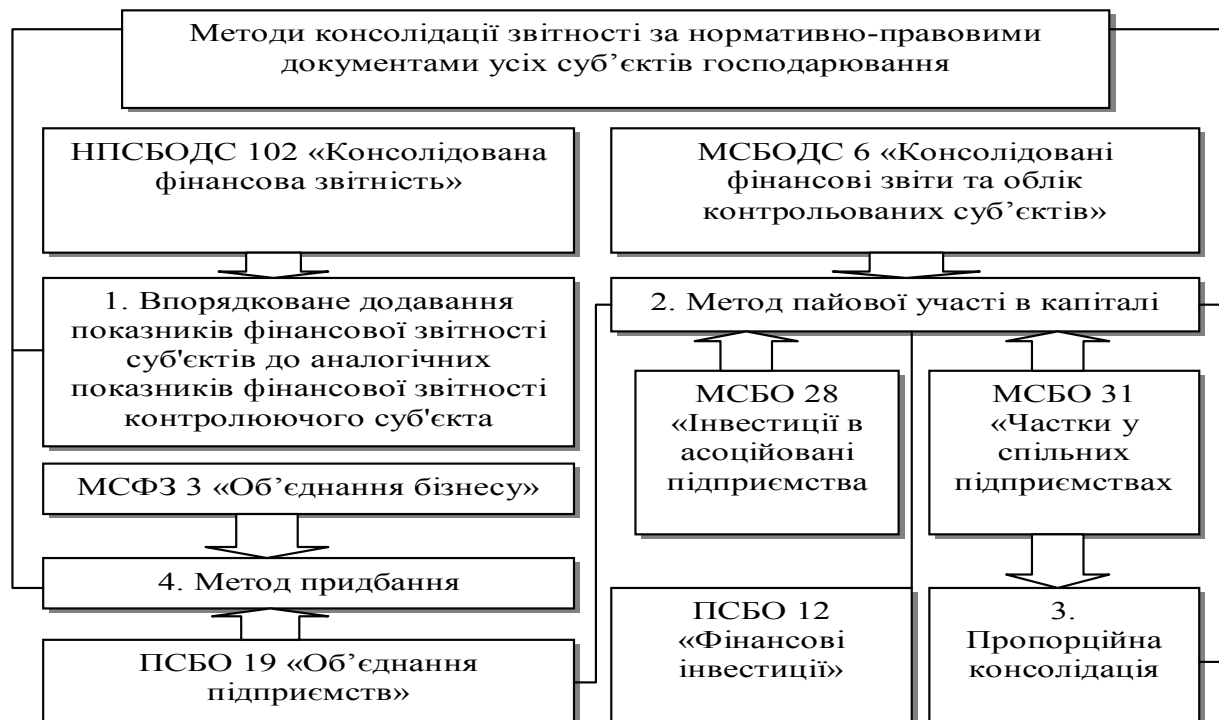 Методи консолідації звітності за нормативно-правовими
документами усіх суб’єктів господарювання
НПСБОДС 102 «Консолідована
фінансова звітність»
МСБОДС 6 «Консолідовані
фінансові звіти та облік
контрольованих суб’єктів»
1. Впорядковане додавання
показників фінансової звітності
суб'єктів до аналогічних
показників фінансової звітності
контролюючого суб'єкта
2. Метод пайової участі в капіталі
МСБО 28
«Інвестиції в
асоційовані
підприємства
МСБО 31
«Частки у
спільних
підприємствах
МСФЗ 3 «Об’єднання бізнесу»
4. Метод придбання
ПСБО 19 «Об’єднання
підприємств»
ПСБО 12
«Фінансові
інвестиції»
3.
Пропорційна
консолідація